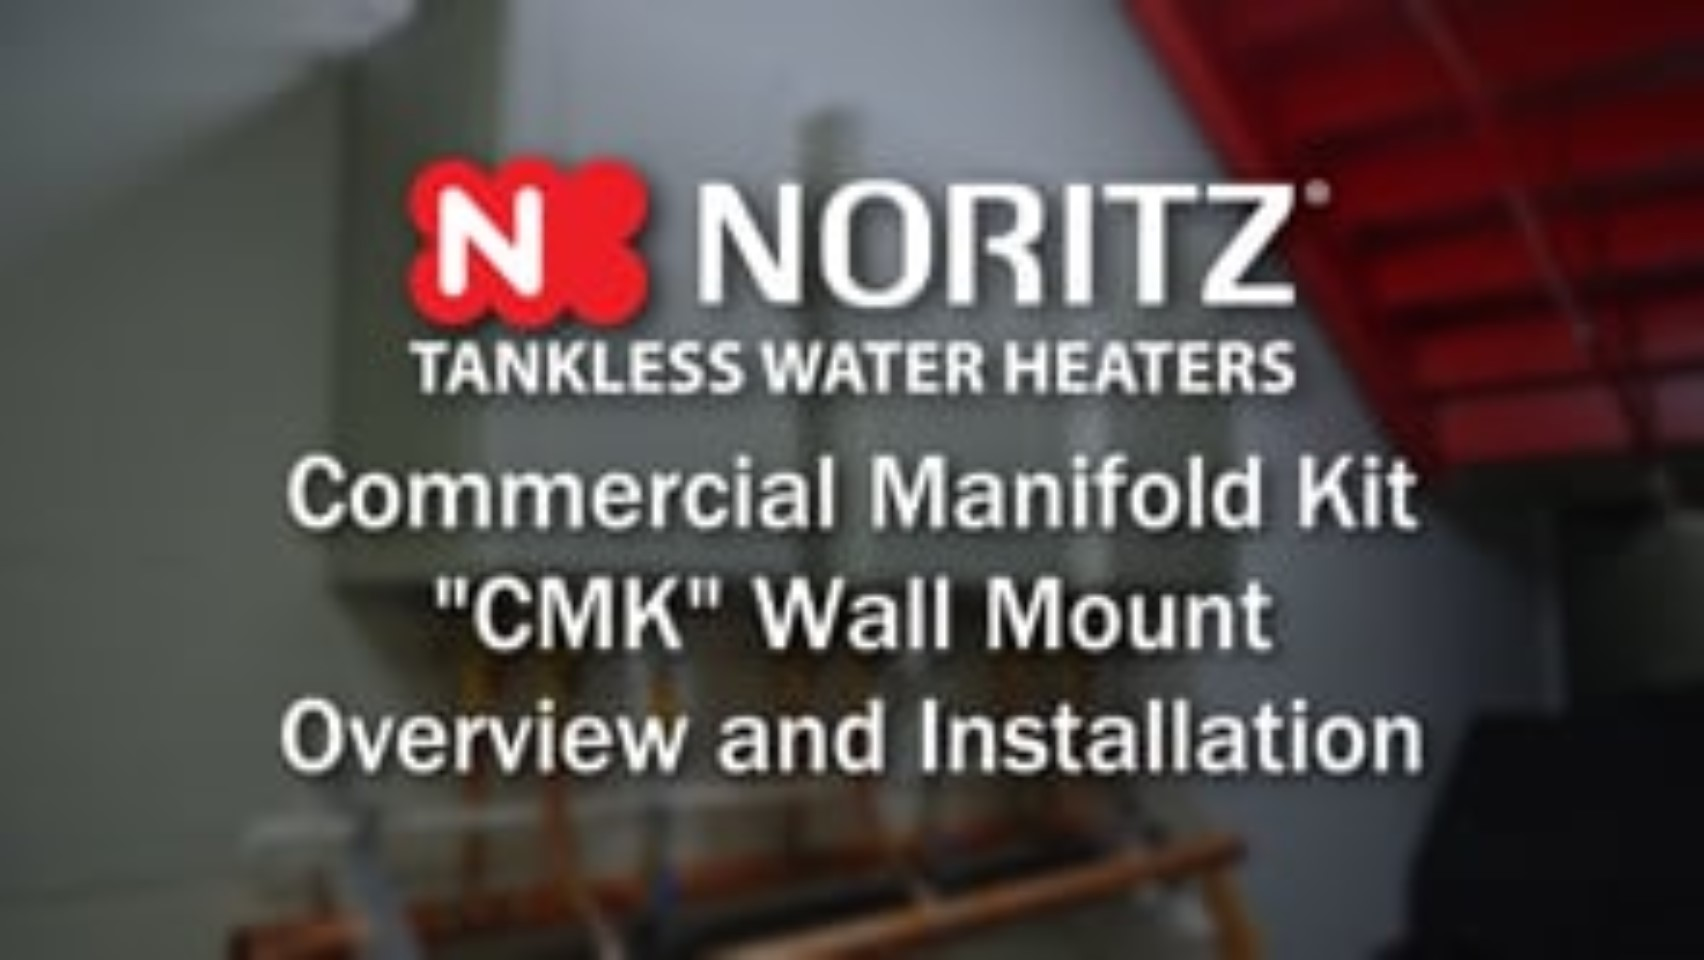 N NORITZ®
TANKLESS WATER HEATERS
Commercial Manifold Kit
"CMK" Wall Mount
Overview and Installation